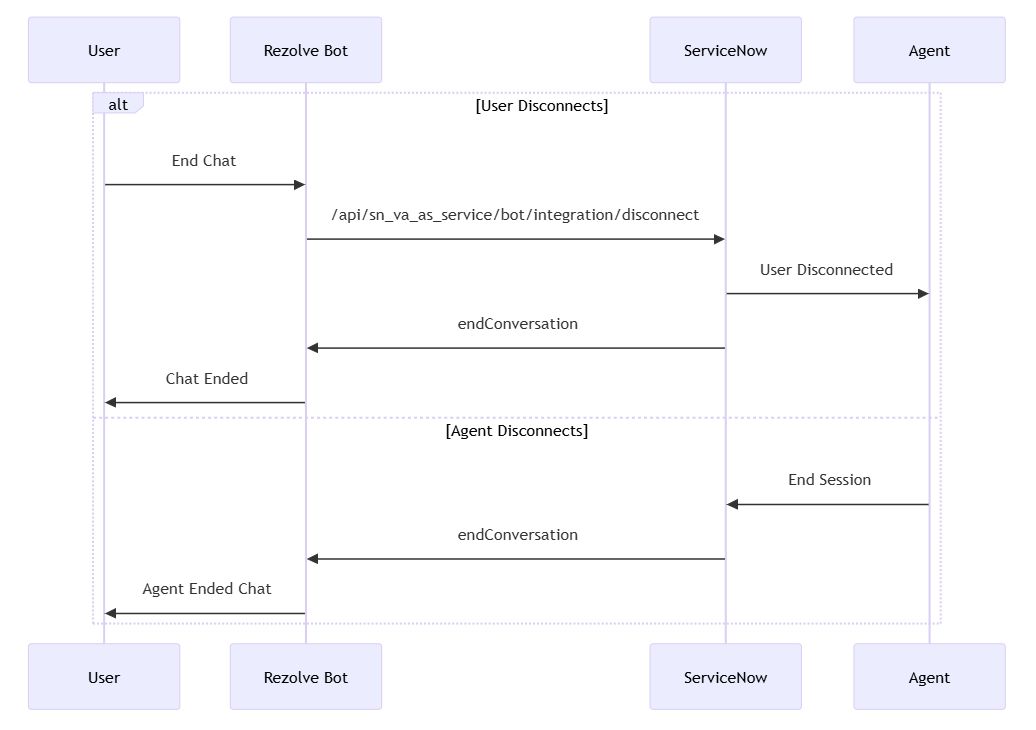 User
Rezolve Bot
ServiceNow
Agent
alt
[User Disconnects]
End Chat
/api/sn_va_as_service/bot/integration/disconnect
User Disconnected
endConversation
Chat Ended
[Agent Disconnects]
End Session
endConversation
Agent Ended Chat
User
Rezolve Bot
ServiceNow
Agent